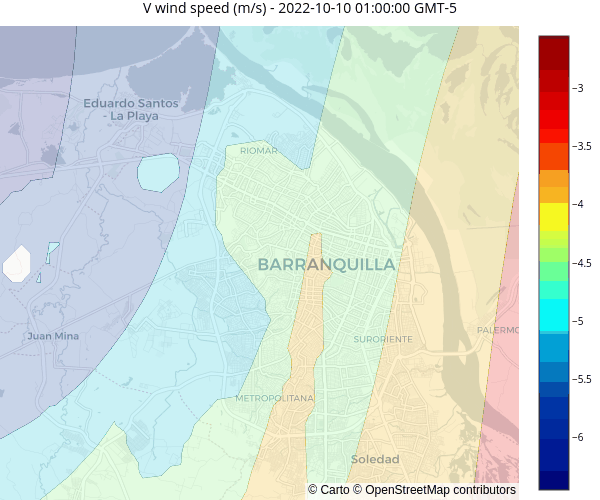 V wind speed (m/s) - 2022-10-10 01:00:00 GMT-5
−3
Eduardo Santos
- La Playa
−3.5
RIOMAR
−4
BARRANQUILLA
−4.5
−5
PALERMO
Juan Mina
SURORIENTE
−5.5
METROPOLITANA
−6
Soledad
© Carto © OpenStreetMap contributors